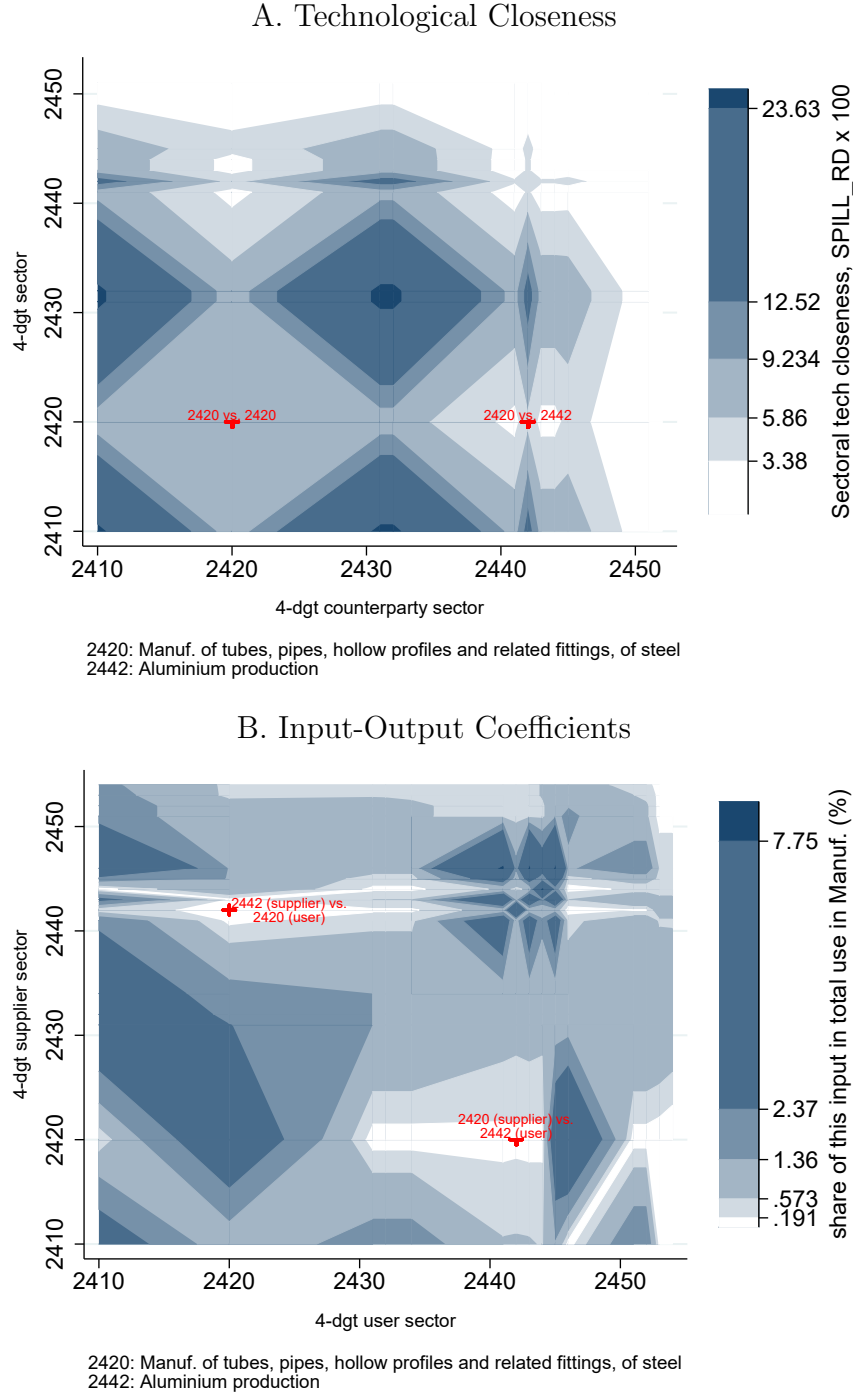 A. Technological Closeness
4-dgt sector
2450
2440
2430
2420
2410
2420 vs. 2420
2420 vs. 2442
2410 2420 2430 2440 2450
4-dgt counterparty sector
23.63
12.52
9.234
5.86
3.38
Sectoral tech closeness, SPILL_RD x 100
2420: Manuf. of tubes, pipes, hollow profiles and related fittings, of steel
2442: Aluminium production
B. Input-Output Coefficients
4-dgt supplier sector
2450
2440
2430
2420
2410
2442 (supplier) vs.
2420 (user)
2420 (supplier) vs.
2442 (user)
2410 2420 2430 2440 2450
4-dgt user sector
7.75
2.37
1.36
.573
.191
share of this input in total use in Manuf. (%)
2420: Manuf. of tubes, pipes, hollow profiles and related fittings, of steel
2442: Aluminium production